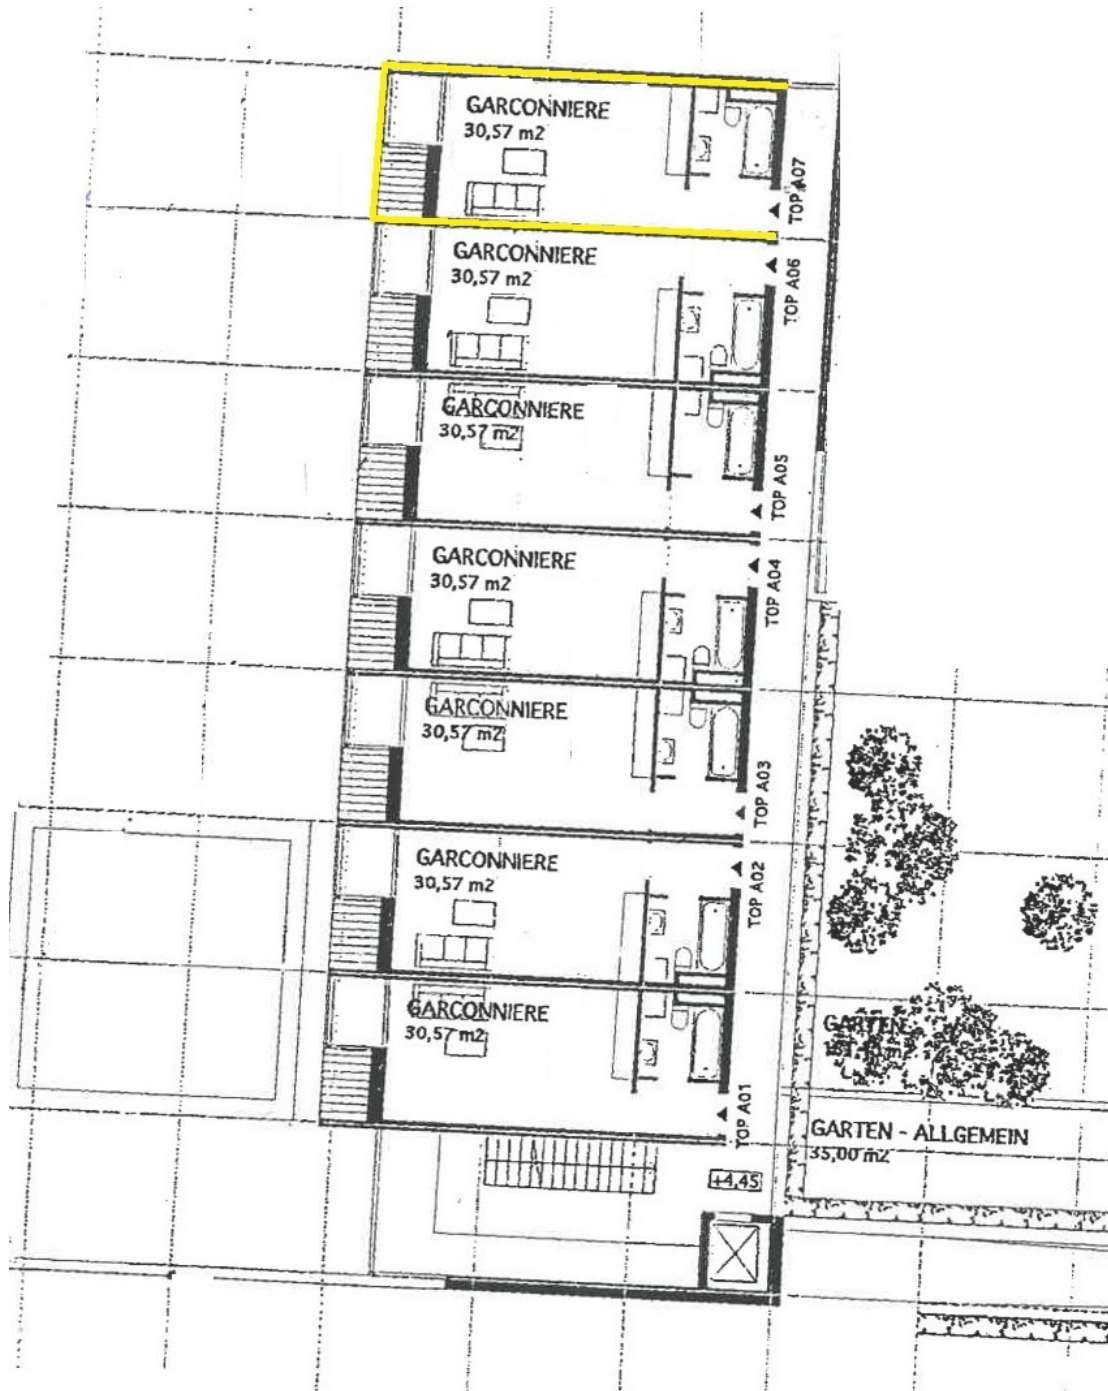 GARCONNIERE
30,57 m2
TOP A07
GARCONNIERE
30,57 m2
TOP A06
GARCONNIERE
30,57 m2
TOP A05
GARCONNIERE
30,57 m2
TOP A04
GARCONNIERE
30,57 m2
TOP A03
GARCONNIERE
30,57 m2
TOP A02
GARCONNIERE
30,57 m2
TOP A01
GARTEN
GARTEN - ALLGEMEIN
35,00 m2
+4,45